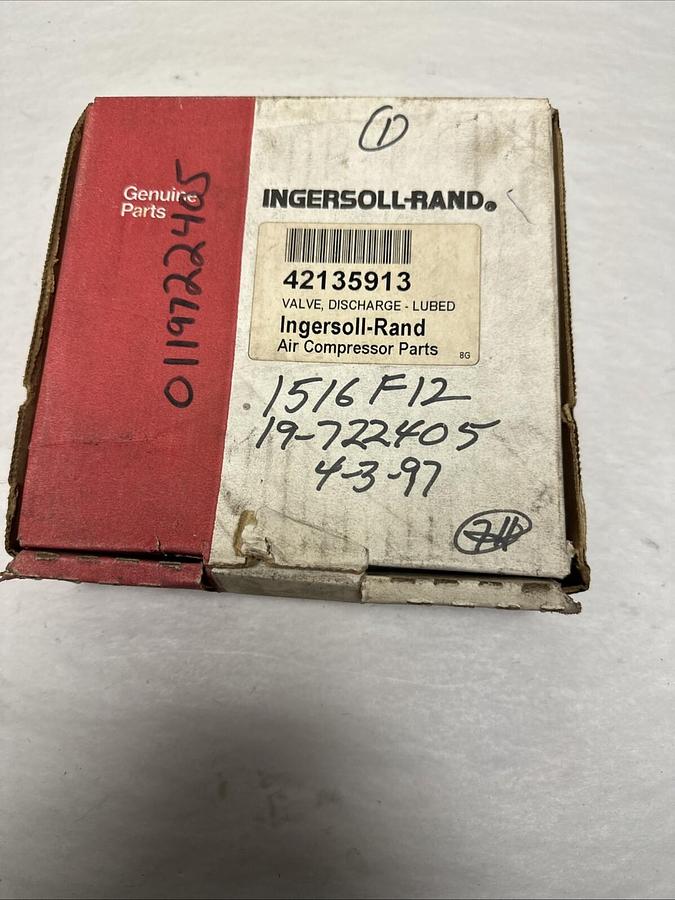 1
Genuine
Parts
INGERSOLL-RAND®
42135913
VALVE, DISCHARGE - LUBED
Ingersoll-Rand
Air Compressor Parts
8G
0119722405
1516 F12
19-722405
4-3-97